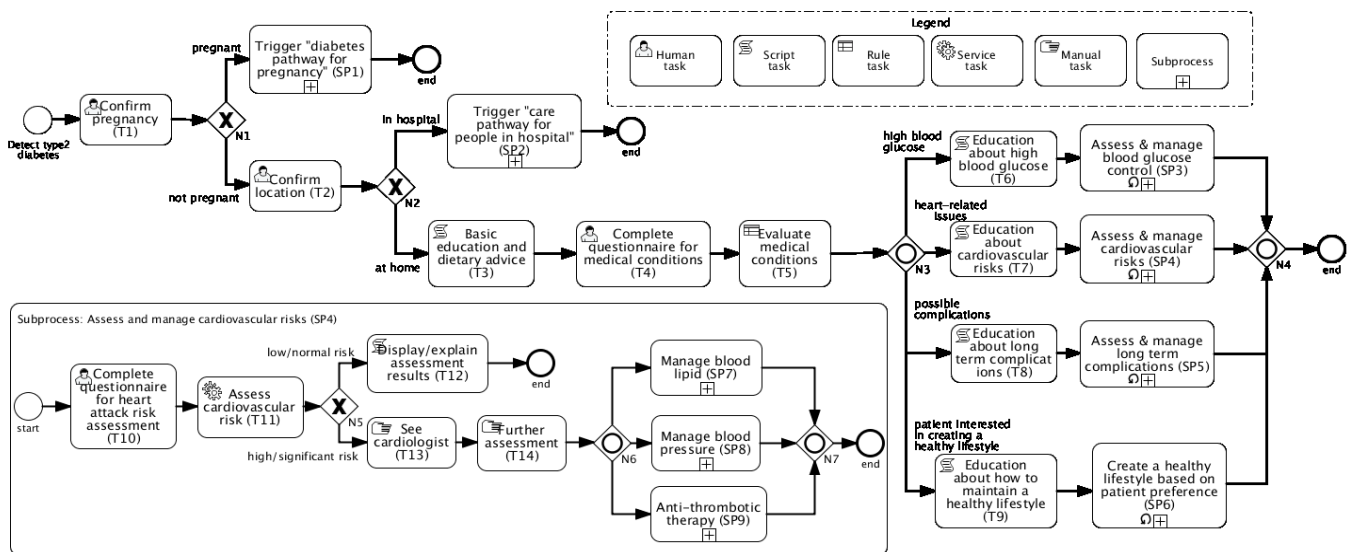 Legend
Human
task
Script
task
Rule
task
Service
task
Manual
task
Subprocess
Detect type2
diabetes
Confirm
pregnancy
(T1)
N1
pregnant
Trigger "diabetes
pathway for
pregnancy" (SP1)
end
not pregnant
Confirm
location (T2)
N2
In hospital
Trigger "care
pathway for
people in hospital"
(SP2)
end
at home
Basic
education and
dietary advice
(T3)
Complete
questionnaire for
medical conditions
(T4)
Evaluate
medical
conditions
(T5)
N3
high blood
glucose
Education
about high
blood glucose
(T6)
Assess & manage
blood glucose
control (SP3)
heart-related
Issues
Education
about
cardiovascular
risks (T7)
Assess & manage
cardiovascular
risks (SP4)
possible
complications
Education
about long
term complicat
ions (T8)
Assess & manage
long term
complications (SP5)
patient Interested
In creating a
healthy lifestyle
Education
about how to
maintain a
healthy lifestyle
(T9)
Create a healthy
lifestyle based on
patient preference
(SP6)
N4
end
Subprocess: Assess and manage cardiovascular risks (SP4)
start
Complete
questionnaire
for heart
attack risk
assessment
(T10)
Assess
cardiovascular
risk (T11)
N5
low/normal risk
Display/explain
assessment
results (T12)
end
high/significant risk
See
cardiologist
(T13)
Further
assessment
(T14)
N6
Manage blood
lipid (SP7)
Manage blood
pressure (SP8)
Anti-thrombotic
therapy (SP9)
N7
end